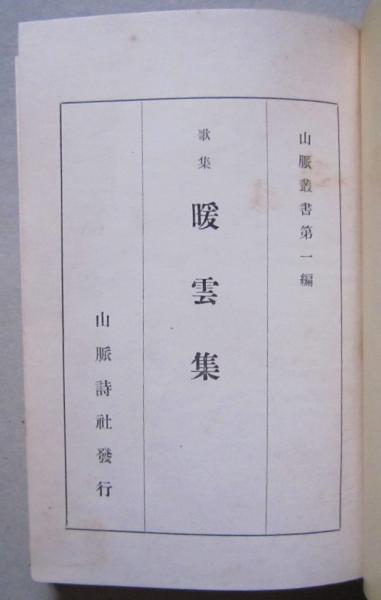 山脈叢書第一編
歌集
暖雲集
山脈詩社發行